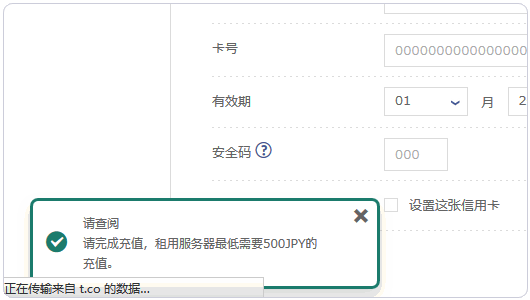 卡号
0000000000000000
有效期
01
月
2
安全码
000
设置这张信用卡
请查阅
请完成充值，租用服务器最低需要500JPY的
充值。
正在传输来自 t.co 的数据...